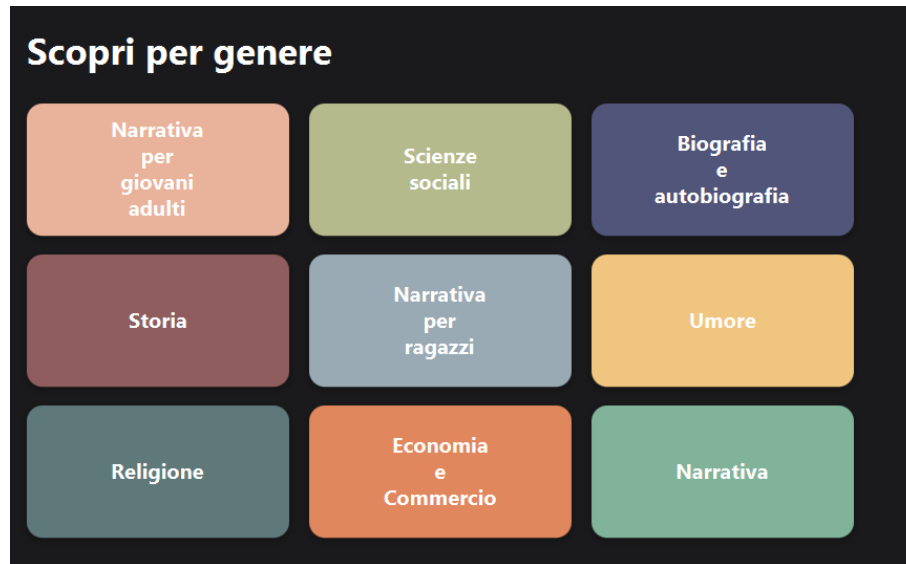 Scopri per genere
Narrativa
per
giovani
adulti
Scienze
sociali
Biografia
e
autobiografia
Storia
Narrativa
per
ragazzi
Umore
Religione
Economia
e
Commercio
Narrativa